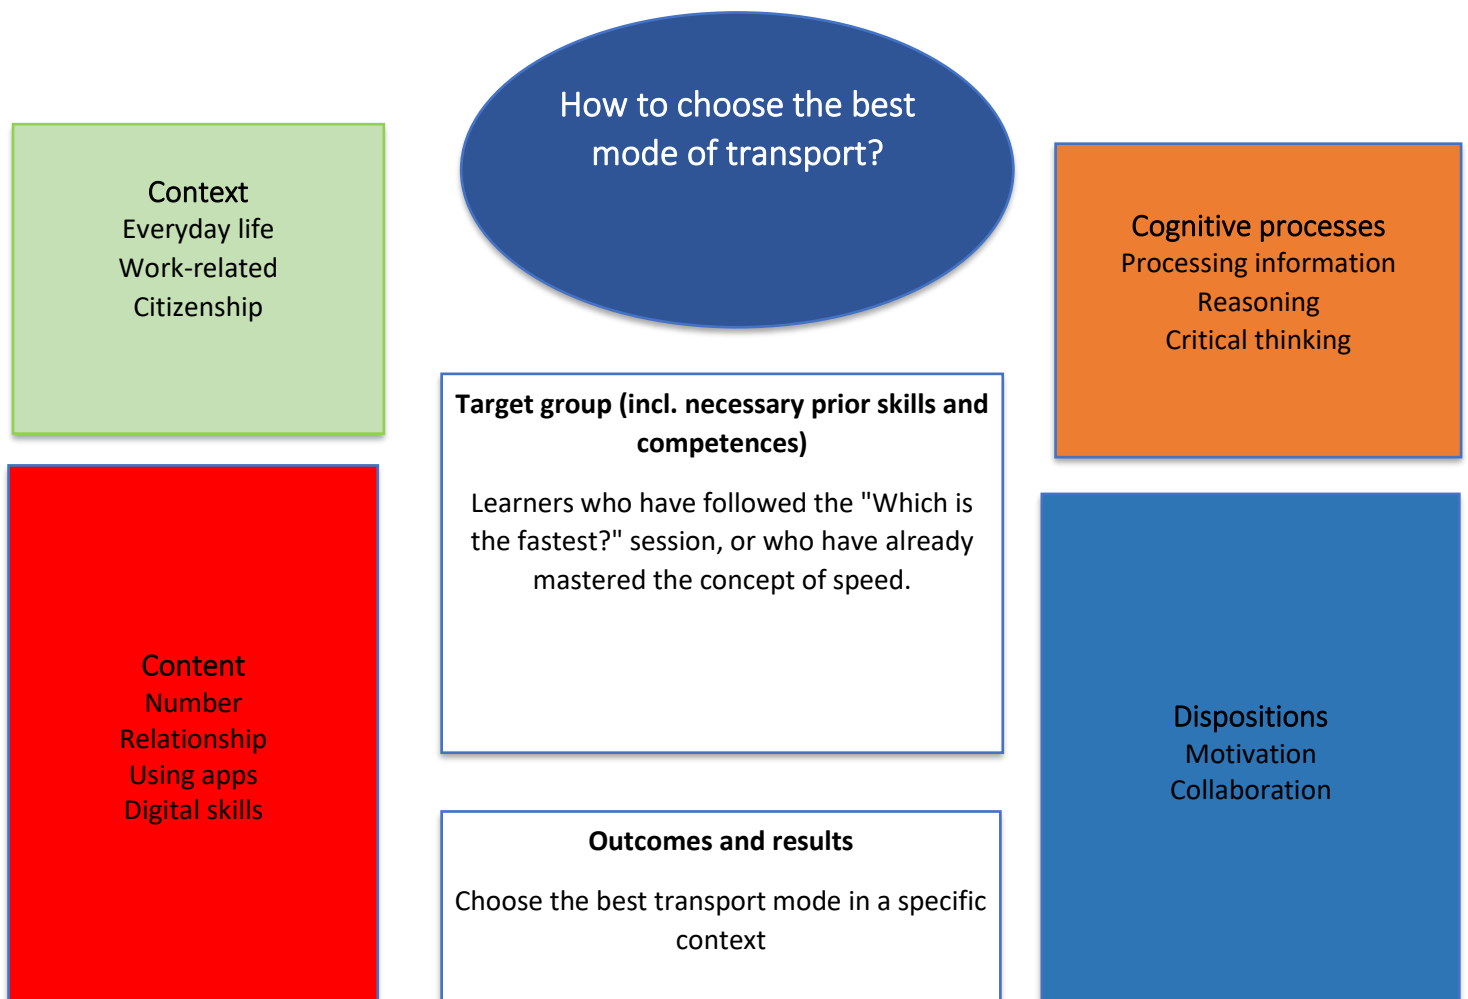 How to choose the best
mode of transport?
Context
Everyday life
Work-related
Citizenship
Cognitive processes
Processing information
Reasoning
Critical thinking
Target group (incl. necessary prior skills and
competences)
Learners who have followed the "Which is
the fastest?" session, or who have already
mastered the concept of speed.
Content
Number
Relationship
Using apps
Digital skills
Dispositions
Motivation
Collaboration
Outcomes and results
Choose the best transport mode in a specific
context